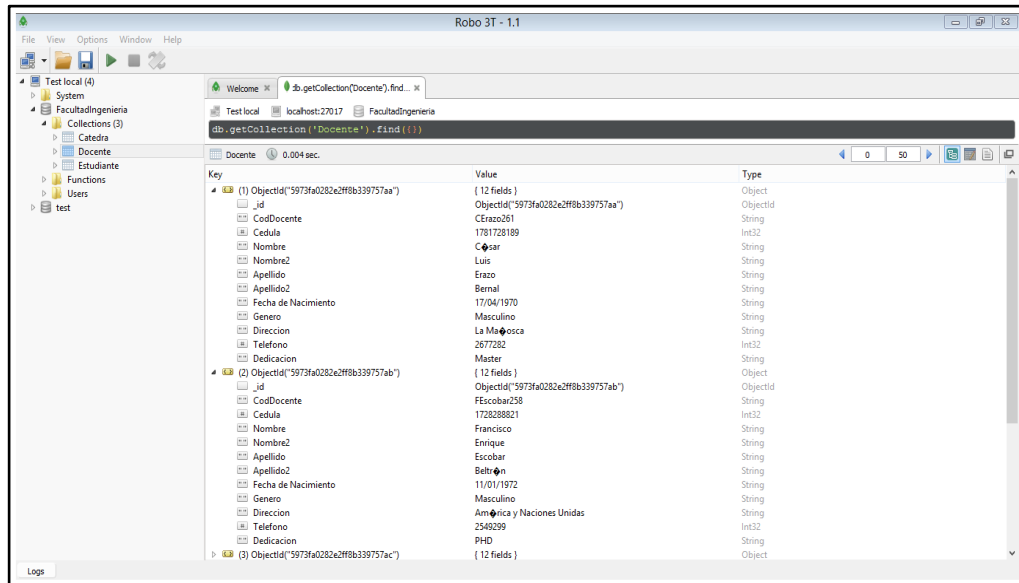 Robo 3T - 1.1
File View Options Window Help
Test local (4)
System
FacultadIngenieria
Collections (3)
Catedra
Docente
Estudiante
Functions
Users
test
Welcome
db.getCollection('Docente').find...
Test local localhost:27017 FacultadIngenieria
db.getCollection('Docente').find({})
Docente 0.004 sec. 0 50
Key Value Type
(1) ObjectId("5973fa0282e2ff8b339757aa") { 12 fields } Object
_id ObjectId("5973fa0282e2ff8b339757aa") ObjectId
CodDocente CErazo261 String
Cedula 1781728189 Int32
Nombre C�sar String
Nombre2 Luis String
Apellido Erazo String
Apellido2 Bernal String
Fecha de Nacimiento 17/04/1970 String
Genero Masculino String
Direccion La Ma�osca String
Telefono 2677282 Int32
Dedicacion Master String
(2) ObjectId("5973fa0282e2ff8b339757ab") { 12 fields } Object
_id ObjectId("5973fa0282e2ff8b339757ab") ObjectId
CodDocente FEscobar258 String
Cedula 1728288821 Int32
Nombre Francisco String
Nombre2 Enrique String
Apellido Escobar String
Apellido2 Beltr�n String
Fecha de Nacimiento 11/01/1972 String
Genero Masculino String
Direccion Am�rica y Naciones Unidas String
Telefono 2549299 Int32
Dedicacion PHD String
(3) ObjectId("5973fa0282e2ff8b339757ac") { 12 fields } Object
Logs